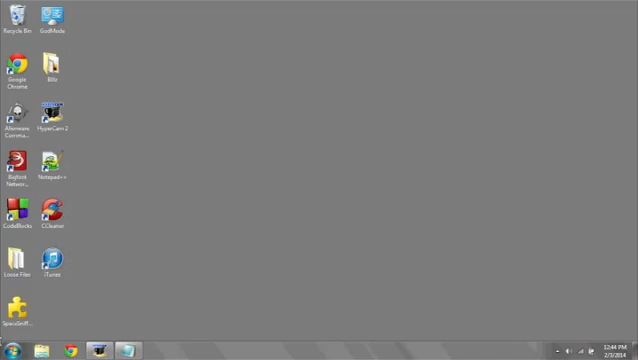 Recycle Bin
GodMode
Google
Chrome
Blitz
Alienware
Comma...
HyperCam 2
Bigfoot
Networ...
Notepad++
CodeBlocks
CCleaner
Loose Files
iTunes
SpaceSniff...
12:44 PM
2/3/2014